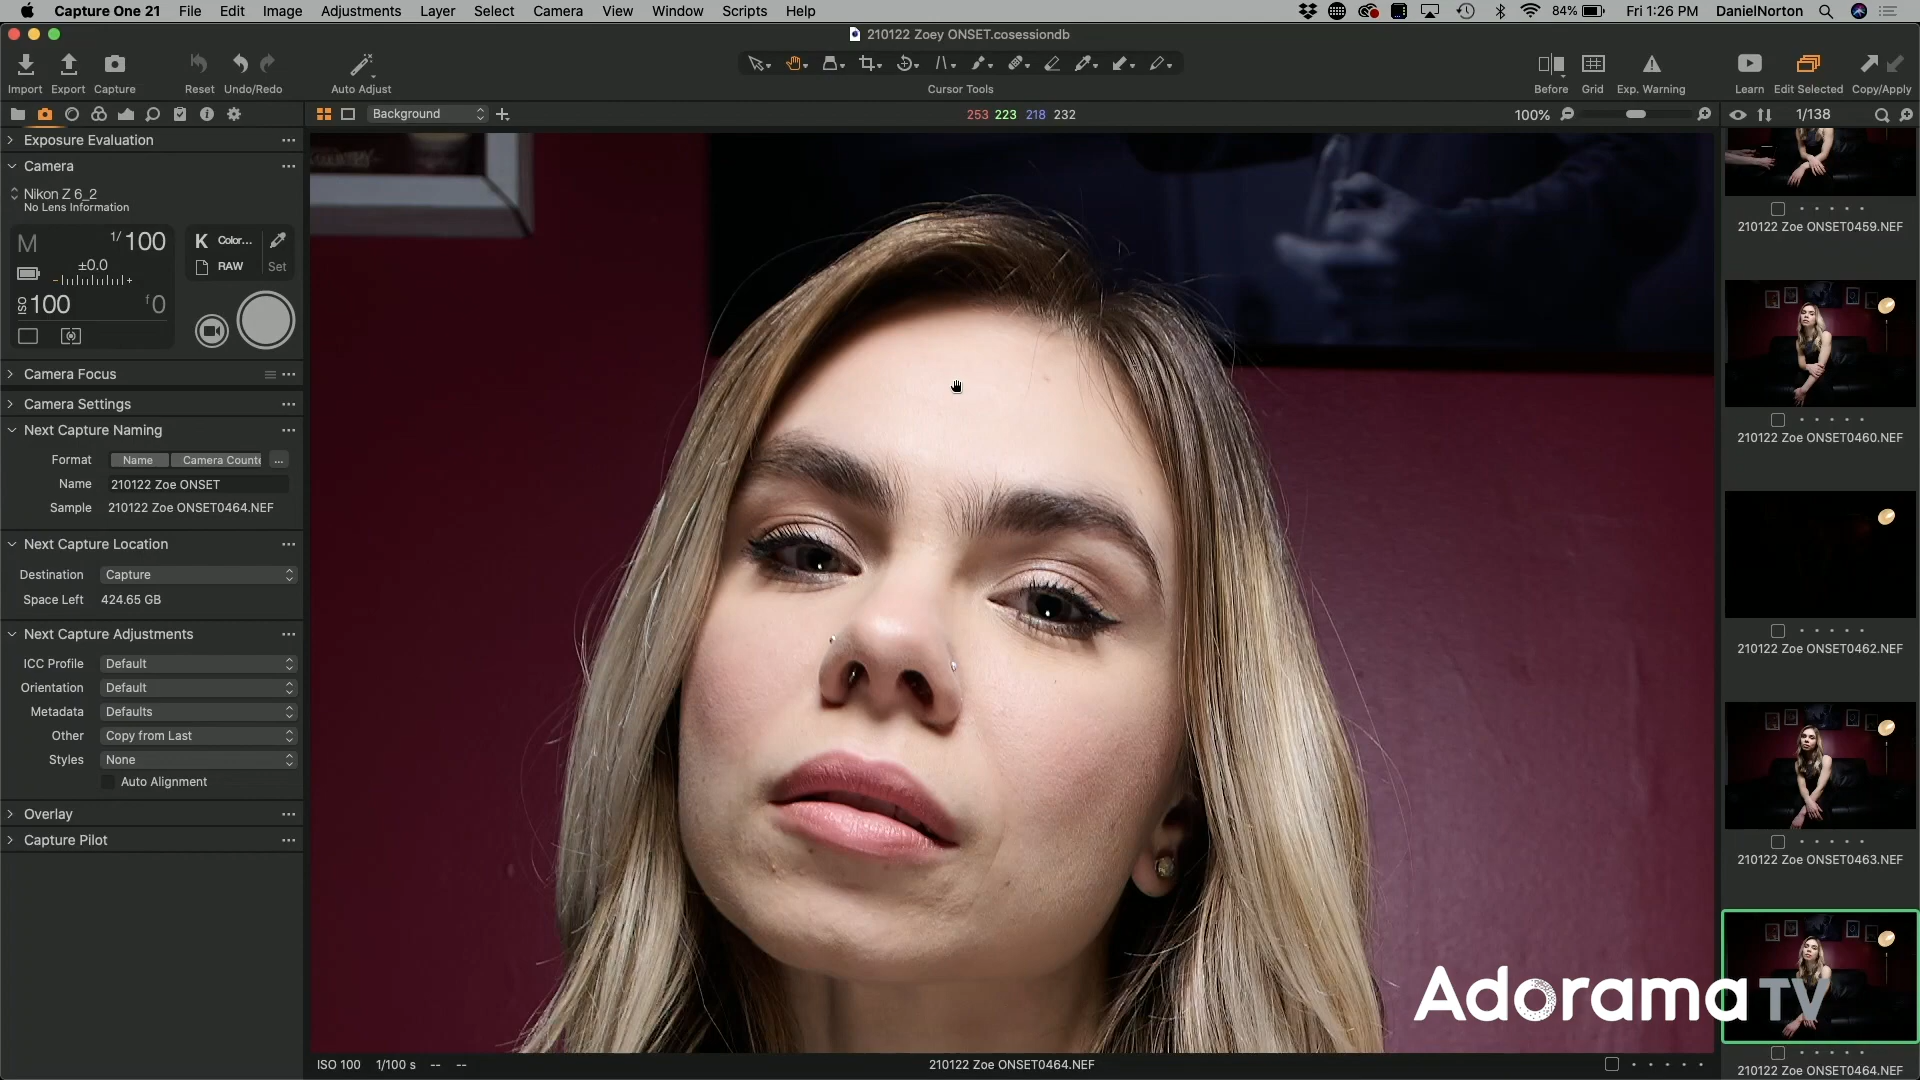 Capture One 21 File Edit Image Adjustments Layer Select Camera View Window Scripts Help 84% Fri 1:26 PM DanielNorton
210122 Zoey ONSET.cosessiondb
Import Export Capture Reset Undo/Redo Auto Adjust Cursor Tools Before Grid Exp. Warning Learn Edit Selected Copy/Apply
Background 253 223 218 232 100% 1/138
Exposure Evaluation
Camera
Nikon Z 6_2
No Lens Information
M 1/100 K Color...
±0.0
RAW Set
ISO 100 f0
Camera Focus
Camera Settings
Next Capture Naming
Format Name Camera Counte ...
Name 210122 Zoe ONSET
Sample 210122 Zoe ONSET0464.NEF
Next Capture Location
Destination Capture
Space Left 424.65 GB
Next Capture Adjustments
ICC Profile Default
Orientation Default
Metadata Defaults
Other Copy from Last
Styles None
Auto Alignment
Overlay
Capture Pilot
210122 Zoe ONSET0459.NEF
210122 Zoe ONSET0460.NEF
210122 Zoe ONSET0462.NEF
210122 Zoe ONSET0463.NEF
Adorama TV
ISO 100 1/100 s -- -- 210122 Zoe ONSET0464.NEF
210122 Zoe ONSET0464.NEF